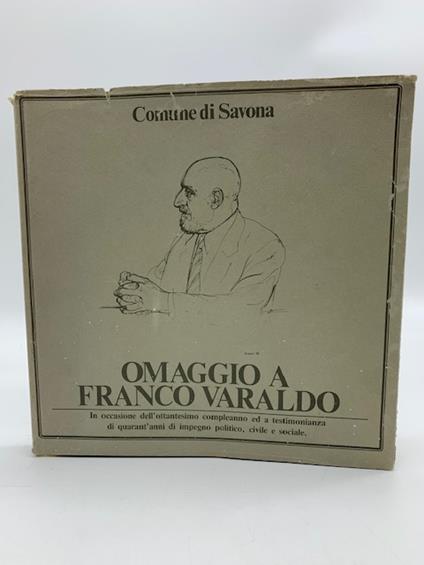 Comune di Savona
OMAGGIO A
FRANCO VARALDO
In occasione dell'ottantesimo compleanno ed a testimonianza
di quarant'anni di impegno politico, civile e sociale.